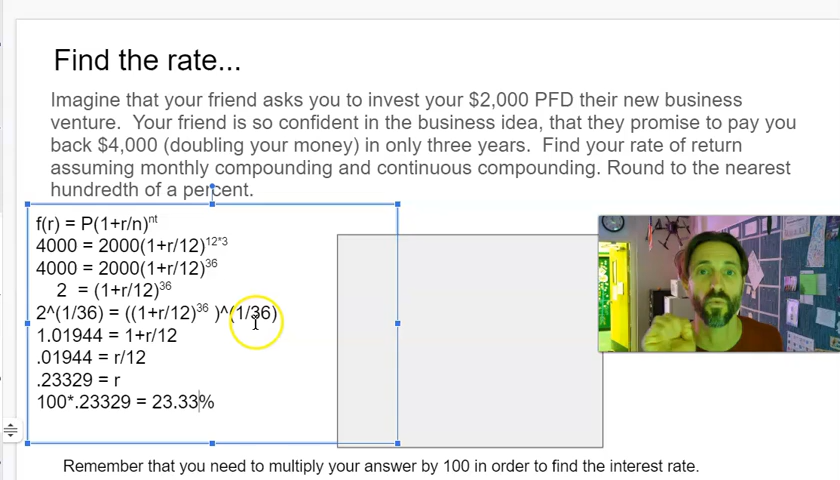 Find the rate...
Imagine that your friend asks you to invest your $2,000 PFD their new business
venture.  Your friend is so confident in the business idea, that they promise to pay you
back $4,000 (doubling your money) in only three years.  Find your rate of return
assuming monthly compounding and continuous compounding. Round to the nearest
hundredth of a percent.
f(r) = P(1+r/n)^nt
4000 = 2000(1+r/12)^12*3
4000 = 2000(1+r/12)^36
2  = (1+r/12)^36
2^(1/36) = ((1+r/12)^36 )^(1/36)
1.01944 = 1+r/12
.01944 = r/12
.23329 = r
100*.23329 = 23.33%
Remember that you need to multiply your answer by 100 in order to find the interest rate.